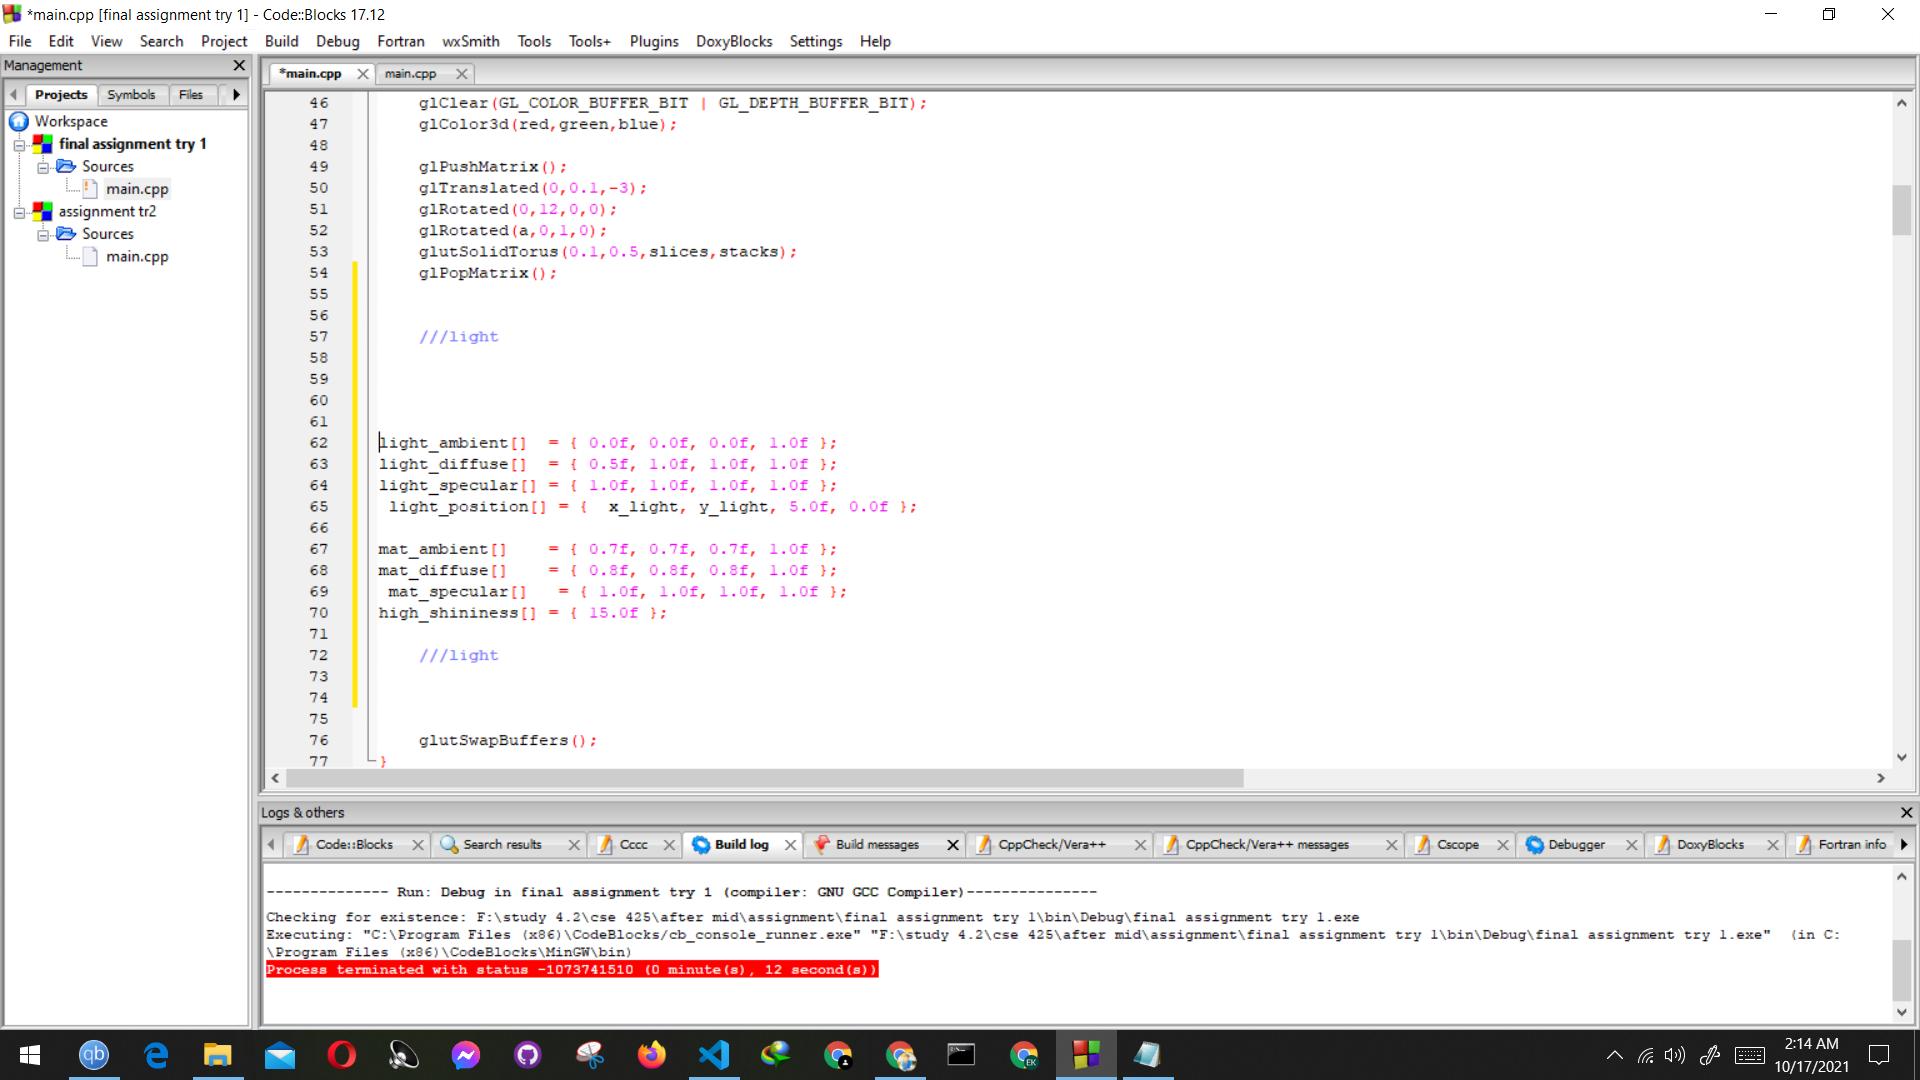 *main.cpp [final assignment try 1] - Code::Blocks 17.12
File Edit View Search Project Build Debug Fortran wxSmith Tools Tools+ Plugins DoxyBlocks Settings Help
Management
Projects Symbols Files
Workspace
final assignment try 1
Sources
main.cpp
assignment tr2
Sources
main.cpp
*main.cpp main.cpp
46 glClear(GL_COLOR_BUFFER_BIT | GL_DEPTH_BUFFER_BIT);
47 glColor3d(red,green,blue);
48
49 glPushMatrix();
50 glTranslated(0,0.1,-3);
51 glRotated(0,12,0,0);
52 glRotated(a,0,1,0);
53 glutSolidTorus(0.1,0.5,slices,stacks);
54 glPopMatrix();
55
56
57 ///light
58
59
60
61
62 light_ambient[]  = { 0.0f, 0.0f, 0.0f, 1.0f };
63 light_diffuse[]  = { 0.5f, 1.0f, 1.0f, 1.0f };
64 light_specular[] = { 1.0f, 1.0f, 1.0f, 1.0f };
65 light_position[] = {  x_light, y_light, 5.0f, 0.0f };
66
67 mat_ambient[]    = { 0.7f, 0.7f, 0.7f, 1.0f };
68 mat_diffuse[]    = { 0.8f, 0.8f, 0.8f, 1.0f };
69 mat_specular[]   = { 1.0f, 1.0f, 1.0f, 1.0f };
70 high_shininess[] = { 15.0f };
71
72 ///light
73
74
75
76 glutSwapBuffers();
77 }
Logs & others
Code::Blocks Search results Cccc Build log Build messages CppCheck/Vera++ CppCheck/Vera++ messages Cscope Debugger DoxyBlocks Fortran info
-------------- Run: Debug in final assignment try 1 (compiler: GNU GCC Compiler)---------------
Checking for existence: F:\study 4.2\cse 425\after mid\assignment\final assignment try 1\bin\Debug\final assignment try 1.exe
Executing: "C:\Program Files (x86)\CodeBlocks/cb_console_runner.exe" "F:\study 4.2\cse 425\after mid\assignment\final assignment try 1\bin\Debug\final assignment try 1.exe"  (in C:
\Program Files (x86)\CodeBlocks\MinGW\bin)
Process terminated with status -1073741510 (0 minute(s), 12 second(s))
qb
EK
2:14 AM
10/17/2021